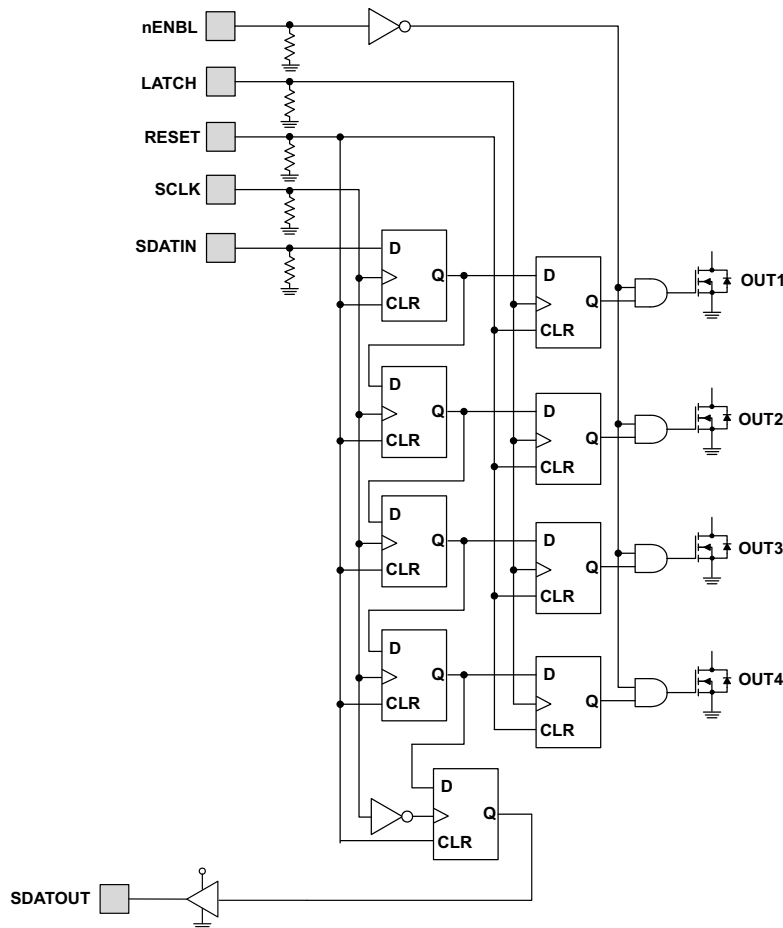 nENBL
LATCH
RESET
SCLK
SDATIN
D
Q
CLR
D
Q
CLR
OUT1
D
Q
CLR
D
Q
CLR
OUT2
D
Q
CLR
D
Q
CLR
OUT3
D
Q
CLR
D
Q
CLR
OUT4
D
Q
CLR
SDATOUT